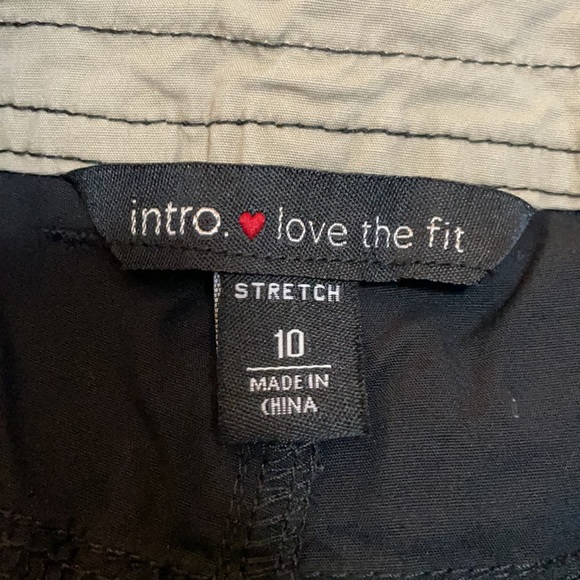 intro. ♥ love the fit
STRETCH
10
MADE IN
CHINA